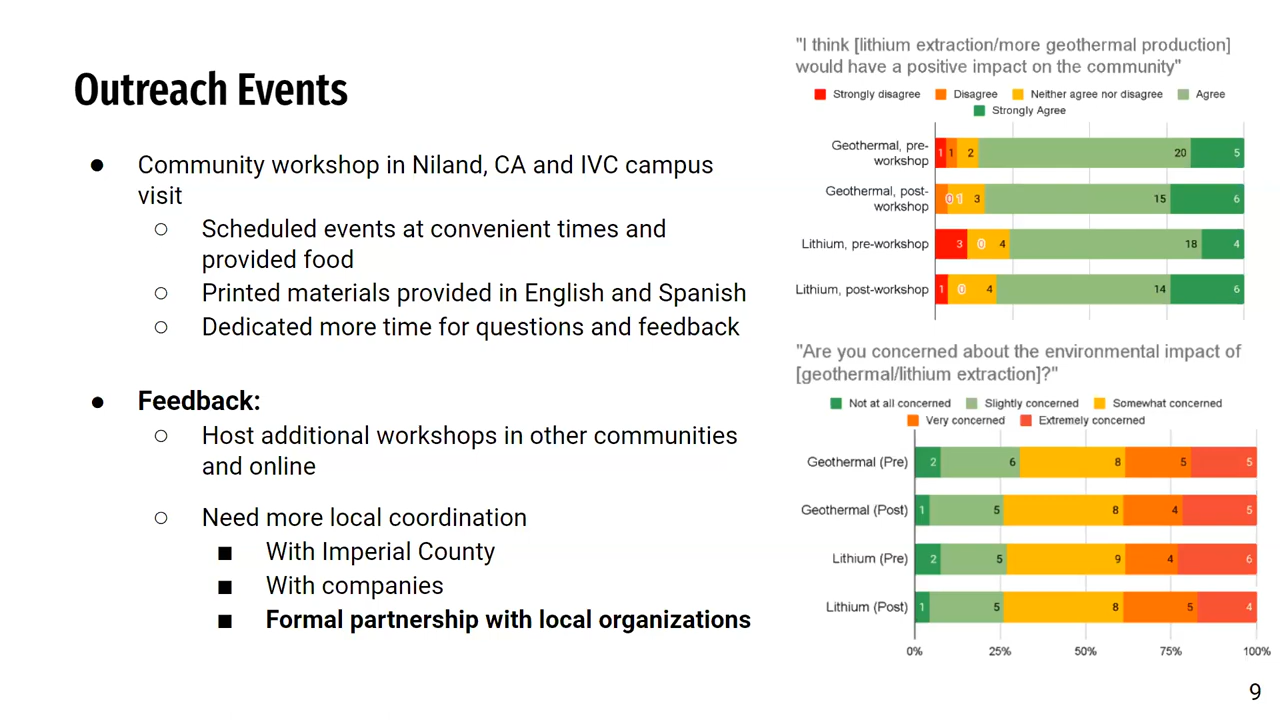 Outreach Events
● Community workshop in Niland, CA and IVC campus
visit
○ Scheduled events at convenient times and
provided food
○ Printed materials provided in English and Spanish
○ Dedicated more time for questions and feedback
● Feedback:
○ Host additional workshops in other communities
and online
○ Need more local coordination
■ With Imperial County
■ With companies
■ Formal partnership with local organizations
"I think [lithium extraction/more geothermal production]
would have a positive impact on the community"
Strongly disagree Disagree Neither agree nor disagree Agree
Strongly Agree
Geothermal, pre-
workshop
1 1 2 20 5
Geothermal, post-
workshop
0 1 3 15 6
Lithium, pre-workshop 3 0 4 18 4
Lithium, post-workshop 1 0 4 14 6
"Are you concerned about the environmental impact of
[geothermal/lithium extraction]?"
Not at all concerned Slightly concerned Somewhat concerned
Very concerned Extremely concerned
Geothermal (Pre) 2 6 8 5 5
Geothermal (Post) 1 5 8 4 5
Lithium (Pre) 2 5 9 4 6
Lithium (Post) 1 5 8 5 4
0% 25% 50% 75% 100%
9